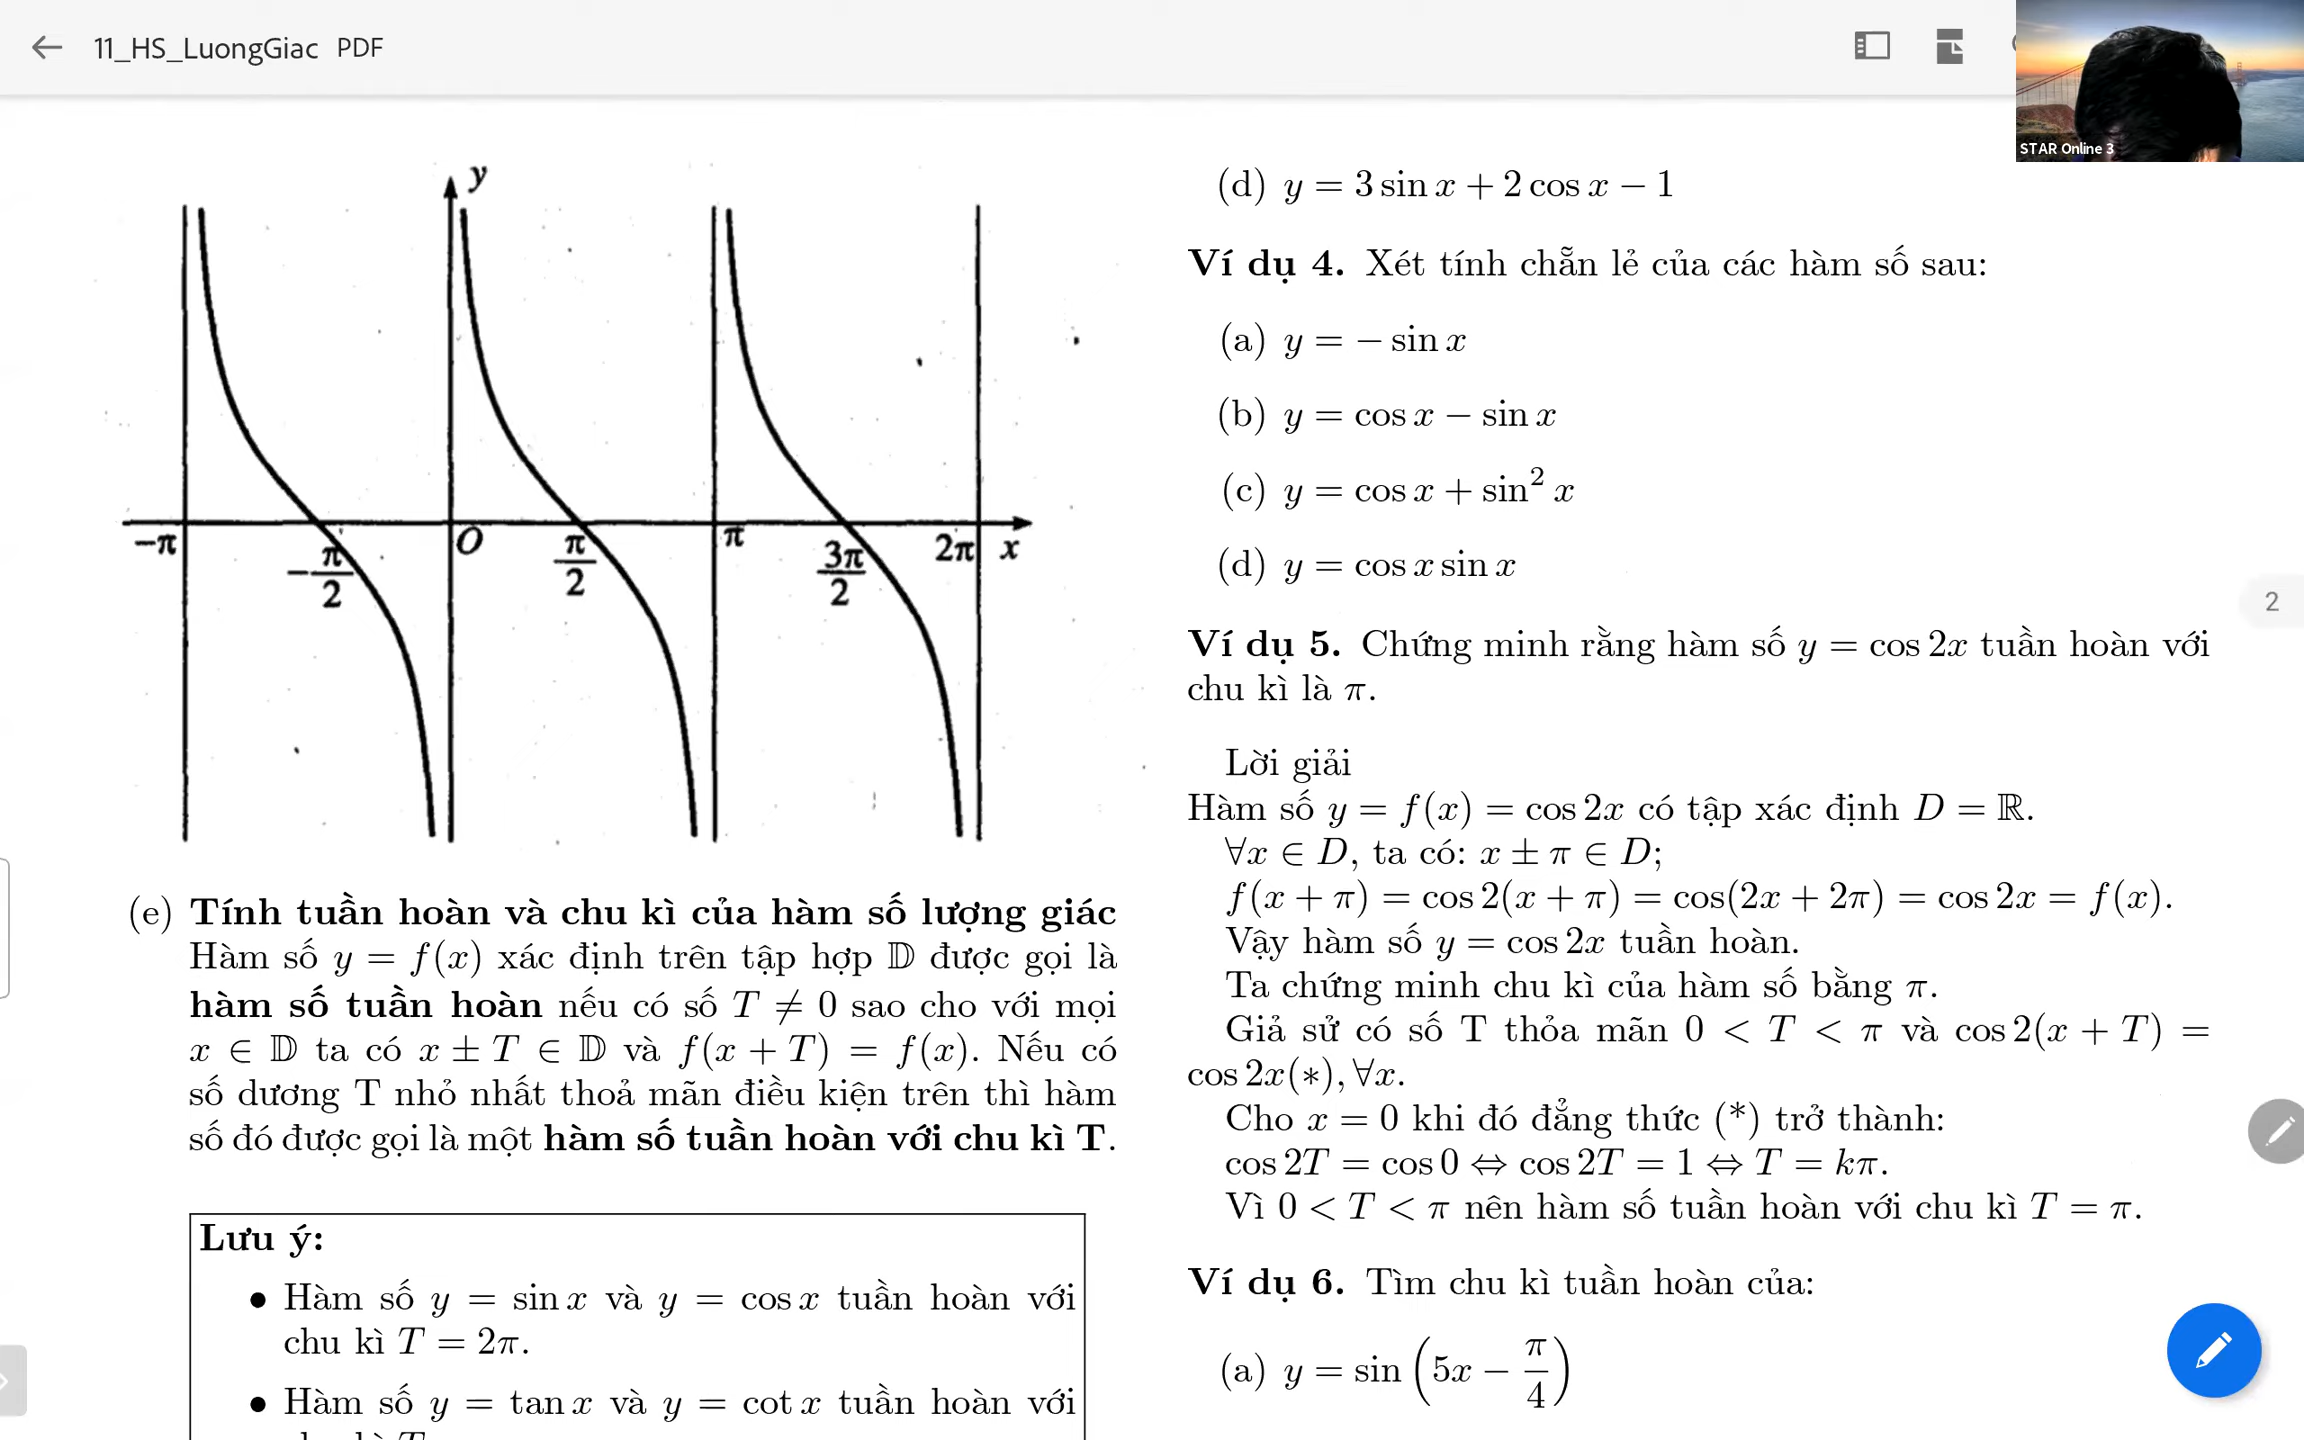 11_HS_LuongGiac PDF
STAR Online 3
y
−π
−π/2
O
π/2
π
3π/2
2π
x
(e) Tính tuần hoàn và chu kì của hàm số lượng giác
Hàm số y = f(x) xác định trên tập hợp 𝔻 được gọi là
hàm số tuần hoàn nếu có số T ≠ 0 sao cho với mọi
x ∈ 𝔻 ta có x ± T ∈ 𝔻 và f(x + T) = f(x). Nếu có
số dương T nhỏ nhất thoả mãn điều kiện trên thì hàm
số đó được gọi là một hàm số tuần hoàn với chu kì T.
Lưu ý:
• Hàm số y = sin x và y = cos x tuần hoàn với
chu kì T = 2π.
• Hàm số y = tan x và y = cot x tuần hoàn với
(d) y = 3 sin x + 2 cos x − 1
Ví dụ 4. Xét tính chẵn lẻ của các hàm số sau:
(a) y = − sin x
(b) y = cos x − sin x
(c) y = cos x + sin² x
(d) y = cos x sin x
Ví dụ 5. Chứng minh rằng hàm số y = cos 2x tuần hoàn với
chu kì là π.
Lời giải
Hàm số y = f(x) = cos 2x có tập xác định D = ℝ.
∀x ∈ D, ta có: x ± π ∈ D;
f(x + π) = cos 2(x + π) = cos(2x + 2π) = cos 2x = f(x).
Vậy hàm số y = cos 2x tuần hoàn.
Ta chứng minh chu kì của hàm số bằng π.
Giả sử có số T thỏa mãn 0 < T < π và cos 2(x + T) =
cos 2x(∗), ∀x.
Cho x = 0 khi đó đẳng thức (*) trở thành:
cos 2T = cos 0 ⇔ cos 2T = 1 ⇔ T = kπ.
Vì 0 < T < π nên hàm số tuần hoàn với chu kì T = π.
Ví dụ 6. Tìm chu kì tuần hoàn của:
(a) y = sin (5x − π/4)
2